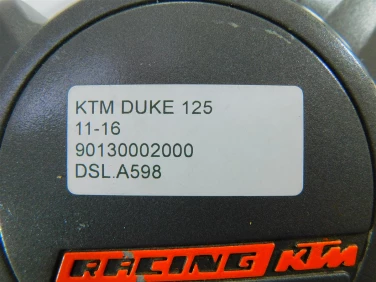 KTM DUKE 125
11-16
90130002000
DSL.A598
RACING KTM